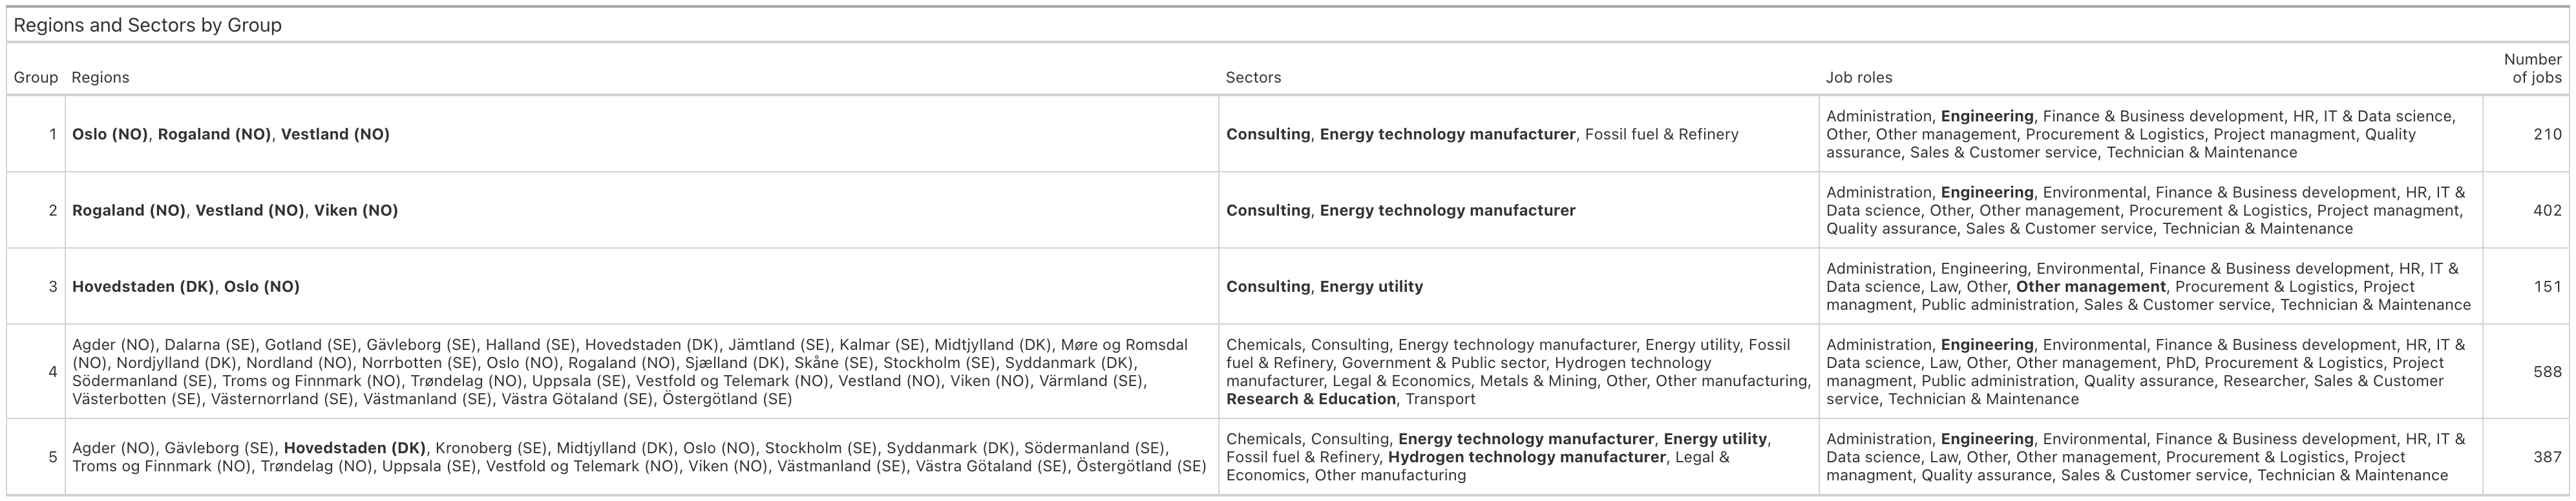 Regions and Sectors by Group
Group Regions Sectors Job roles Number of jobs
1
Oslo (NO), Rogaland (NO), Vestland (NO)
Consulting, Energy technology manufacturer, Fossil fuel & Refinery
Administration, Engineering, Finance & Business development, HR, IT & Data science,
Other, Other management, Procurement & Logistics, Project managment, Quality
assurance, Sales & Customer service, Technician & Maintenance
210
2
Rogaland (NO), Vestland (NO), Viken (NO)
Consulting, Energy technology manufacturer
Administration, Engineering, Environmental, Finance & Business development, HR, IT &
Data science, Other, Other management, Procurement & Logistics, Project managment,
Quality assurance, Sales & Customer service, Technician & Maintenance
402
3
Hovedstaden (DK), Oslo (NO)
Consulting, Energy utility
Administration, Engineering, Environmental, Finance & Business development, HR, IT &
Data science, Law, Other, Other management, Procurement & Logistics, Project
managment, Public administration, Sales & Customer service, Technician & Maintenance
151
4
Agder (NO), Dalarna (SE), Gotland (SE), Gävleborg (SE), Halland (SE), Hovedstaden (DK), Jämtland (SE), Kalmar (SE), Midtjylland (DK), Møre og Romsdal
(NO), Nordjylland (DK), Nordland (NO), Norrbotten (SE), Oslo (NO), Rogaland (NO), Sjælland (DK), Skåne (SE), Stockholm (SE), Syddanmark (DK),
Södermanland (SE), Troms og Finnmark (NO), Trøndelag (NO), Uppsala (SE), Vestfold og Telemark (NO), Vestland (NO), Viken (NO), Värmland (SE),
Västerbotten (SE), Västernorrland (SE), Västmanland (SE), Västra Götaland (SE), Östergötland (SE)
Chemicals, Consulting, Energy technology manufacturer, Energy utility, Fossil
fuel & Refinery, Government & Public sector, Hydrogen technology
manufacturer, Legal & Economics, Metals & Mining, Other, Other manufacturing,
Research & Education, Transport
Administration, Engineering, Environmental, Finance & Business development, HR, IT &
Data science, Law, Other, Other management, PhD, Procurement & Logistics, Project
managment, Public administration, Quality assurance, Researcher, Sales & Customer
service, Technician & Maintenance
588
5
Agder (NO), Gävleborg (SE), Hovedstaden (DK), Kronoberg (SE), Midtjylland (DK), Oslo (NO), Stockholm (SE), Syddanmark (DK), Södermanland (SE),
Troms og Finnmark (NO), Trøndelag (NO), Uppsala (SE), Vestfold og Telemark (NO), Viken (NO), Västmanland (SE), Västra Götaland (SE), Östergötland (SE)
Chemicals, Consulting, Energy technology manufacturer, Energy utility,
Fossil fuel & Refinery, Hydrogen technology manufacturer, Legal &
Economics, Other manufacturing
Administration, Engineering, Environmental, Finance & Business development, HR, IT &
Data science, Law, Other, Other management, Procurement & Logistics, Project
managment, Quality assurance, Sales & Customer service, Technician & Maintenance
387